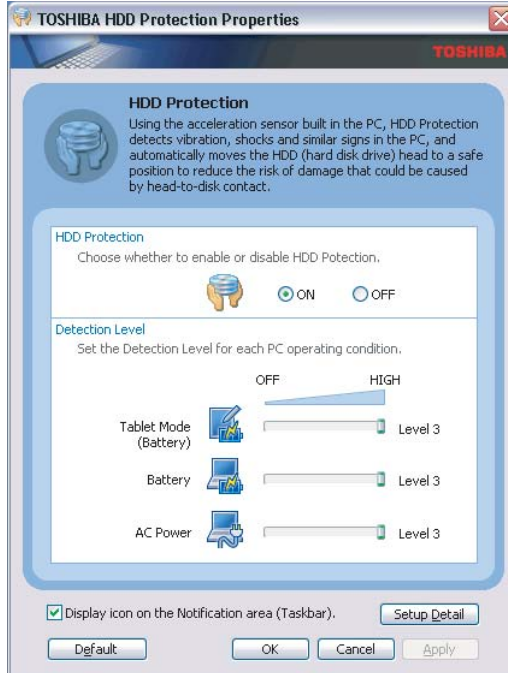 TOSHIBA HDD Protection Properties
TOSHIBA
HDD Protection
Using the acceleration sensor built in the PC, HDD Protection
detects vibration, shocks and similar signs in the PC, and
automatically moves the HDD (hard disk drive) head to a safe
position to reduce the risk of damage that could be caused
by head-to-disk contact.
HDD Protection
Choose whether to enable or disable HDD Potection.
ON OFF
Detection Level
Set the Detection Level for each PC operating condition.
OFF HIGH
Tablet Mode
(Battery)
Level 3
Battery Level 3
AC Power Level 3
Display icon on the Notification area (Taskbar).
Setup Detail
Default OK Cancel Apply